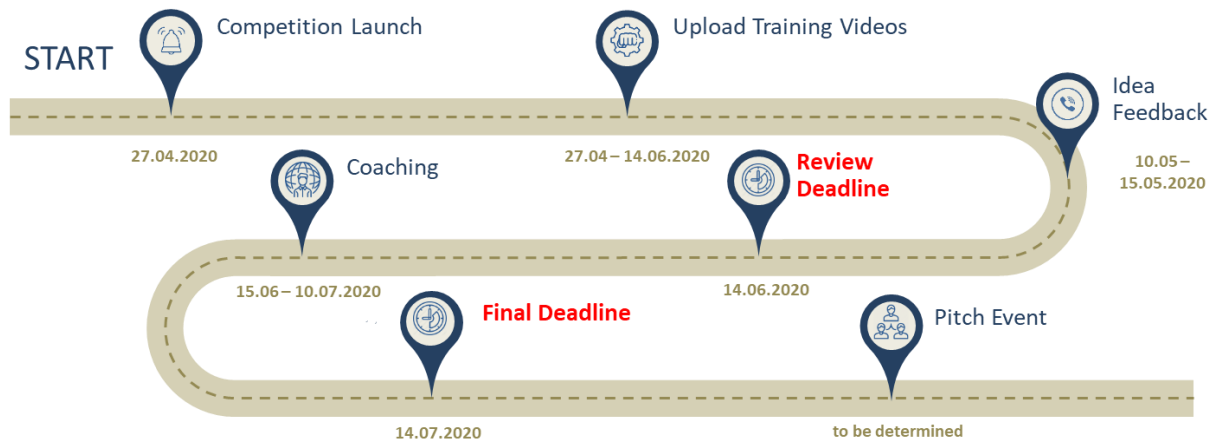 START
Competition Launch
27.04.2020
Upload Training Videos
27.04 – 14.06.2020
Idea
Feedback
10.05 –
15.05.2020
Review
Deadline
14.06.2020
Coaching
15.06 – 10.07.2020
Final Deadline
14.07.2020
Pitch Event
to be determined